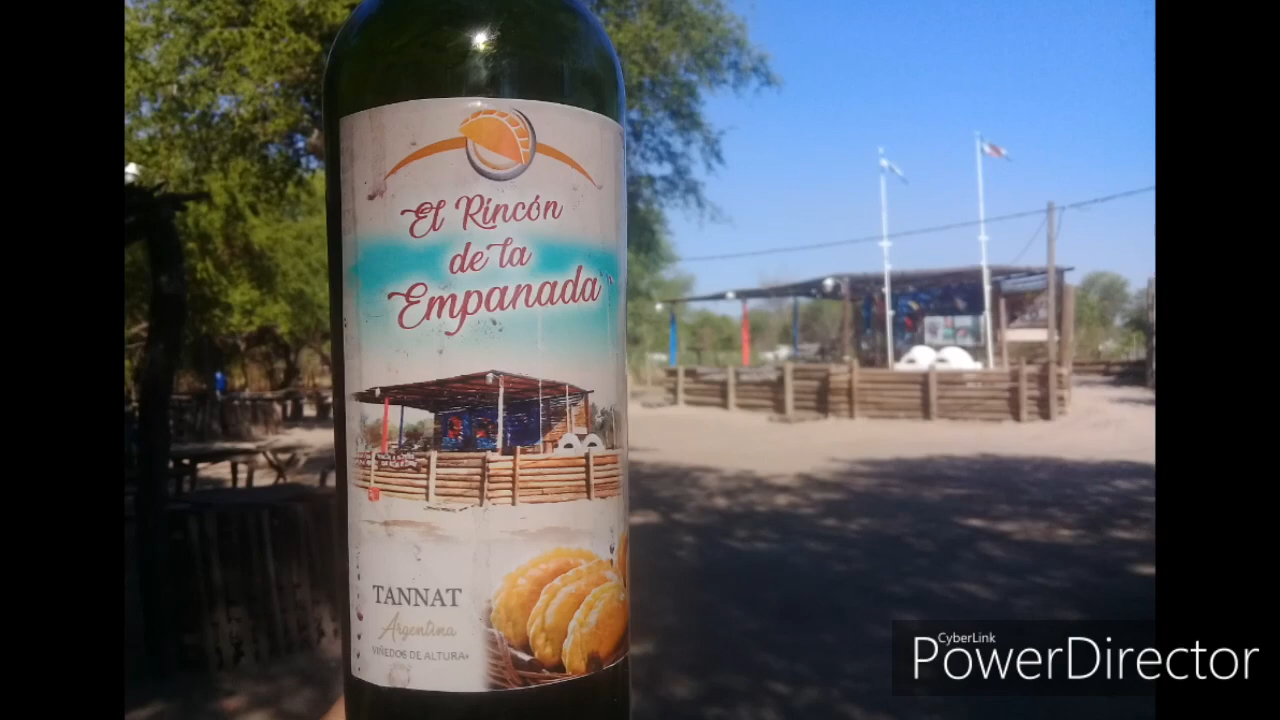 El Rincón
de la
Empanada
TANNAT
Argentina
VIÑEDOS DE ALTURA
CyberLink
PowerDirector